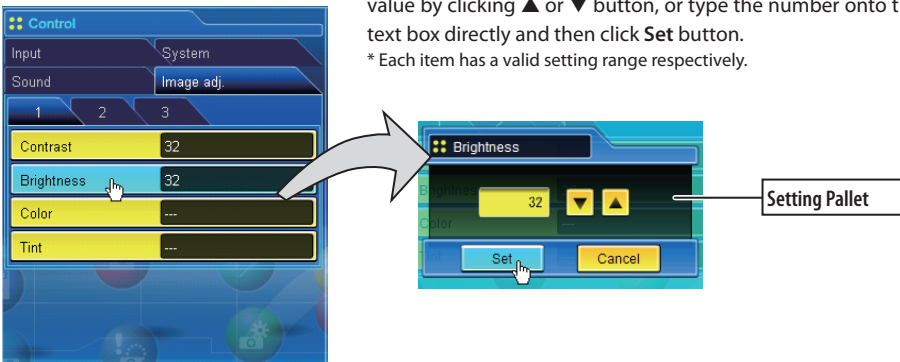 value by clicking ▲ or ▼ button, or type the number onto t
text box directly and then click Set button.
* Each item has a valid setting range respectively.
Control
Input System
Sound Image adj.
1 2 3
Contrast 32
Brightness 32
Color ---
Tint ---
Brightness
32 ▼ ▲
Set Cancel
Setting Pallet